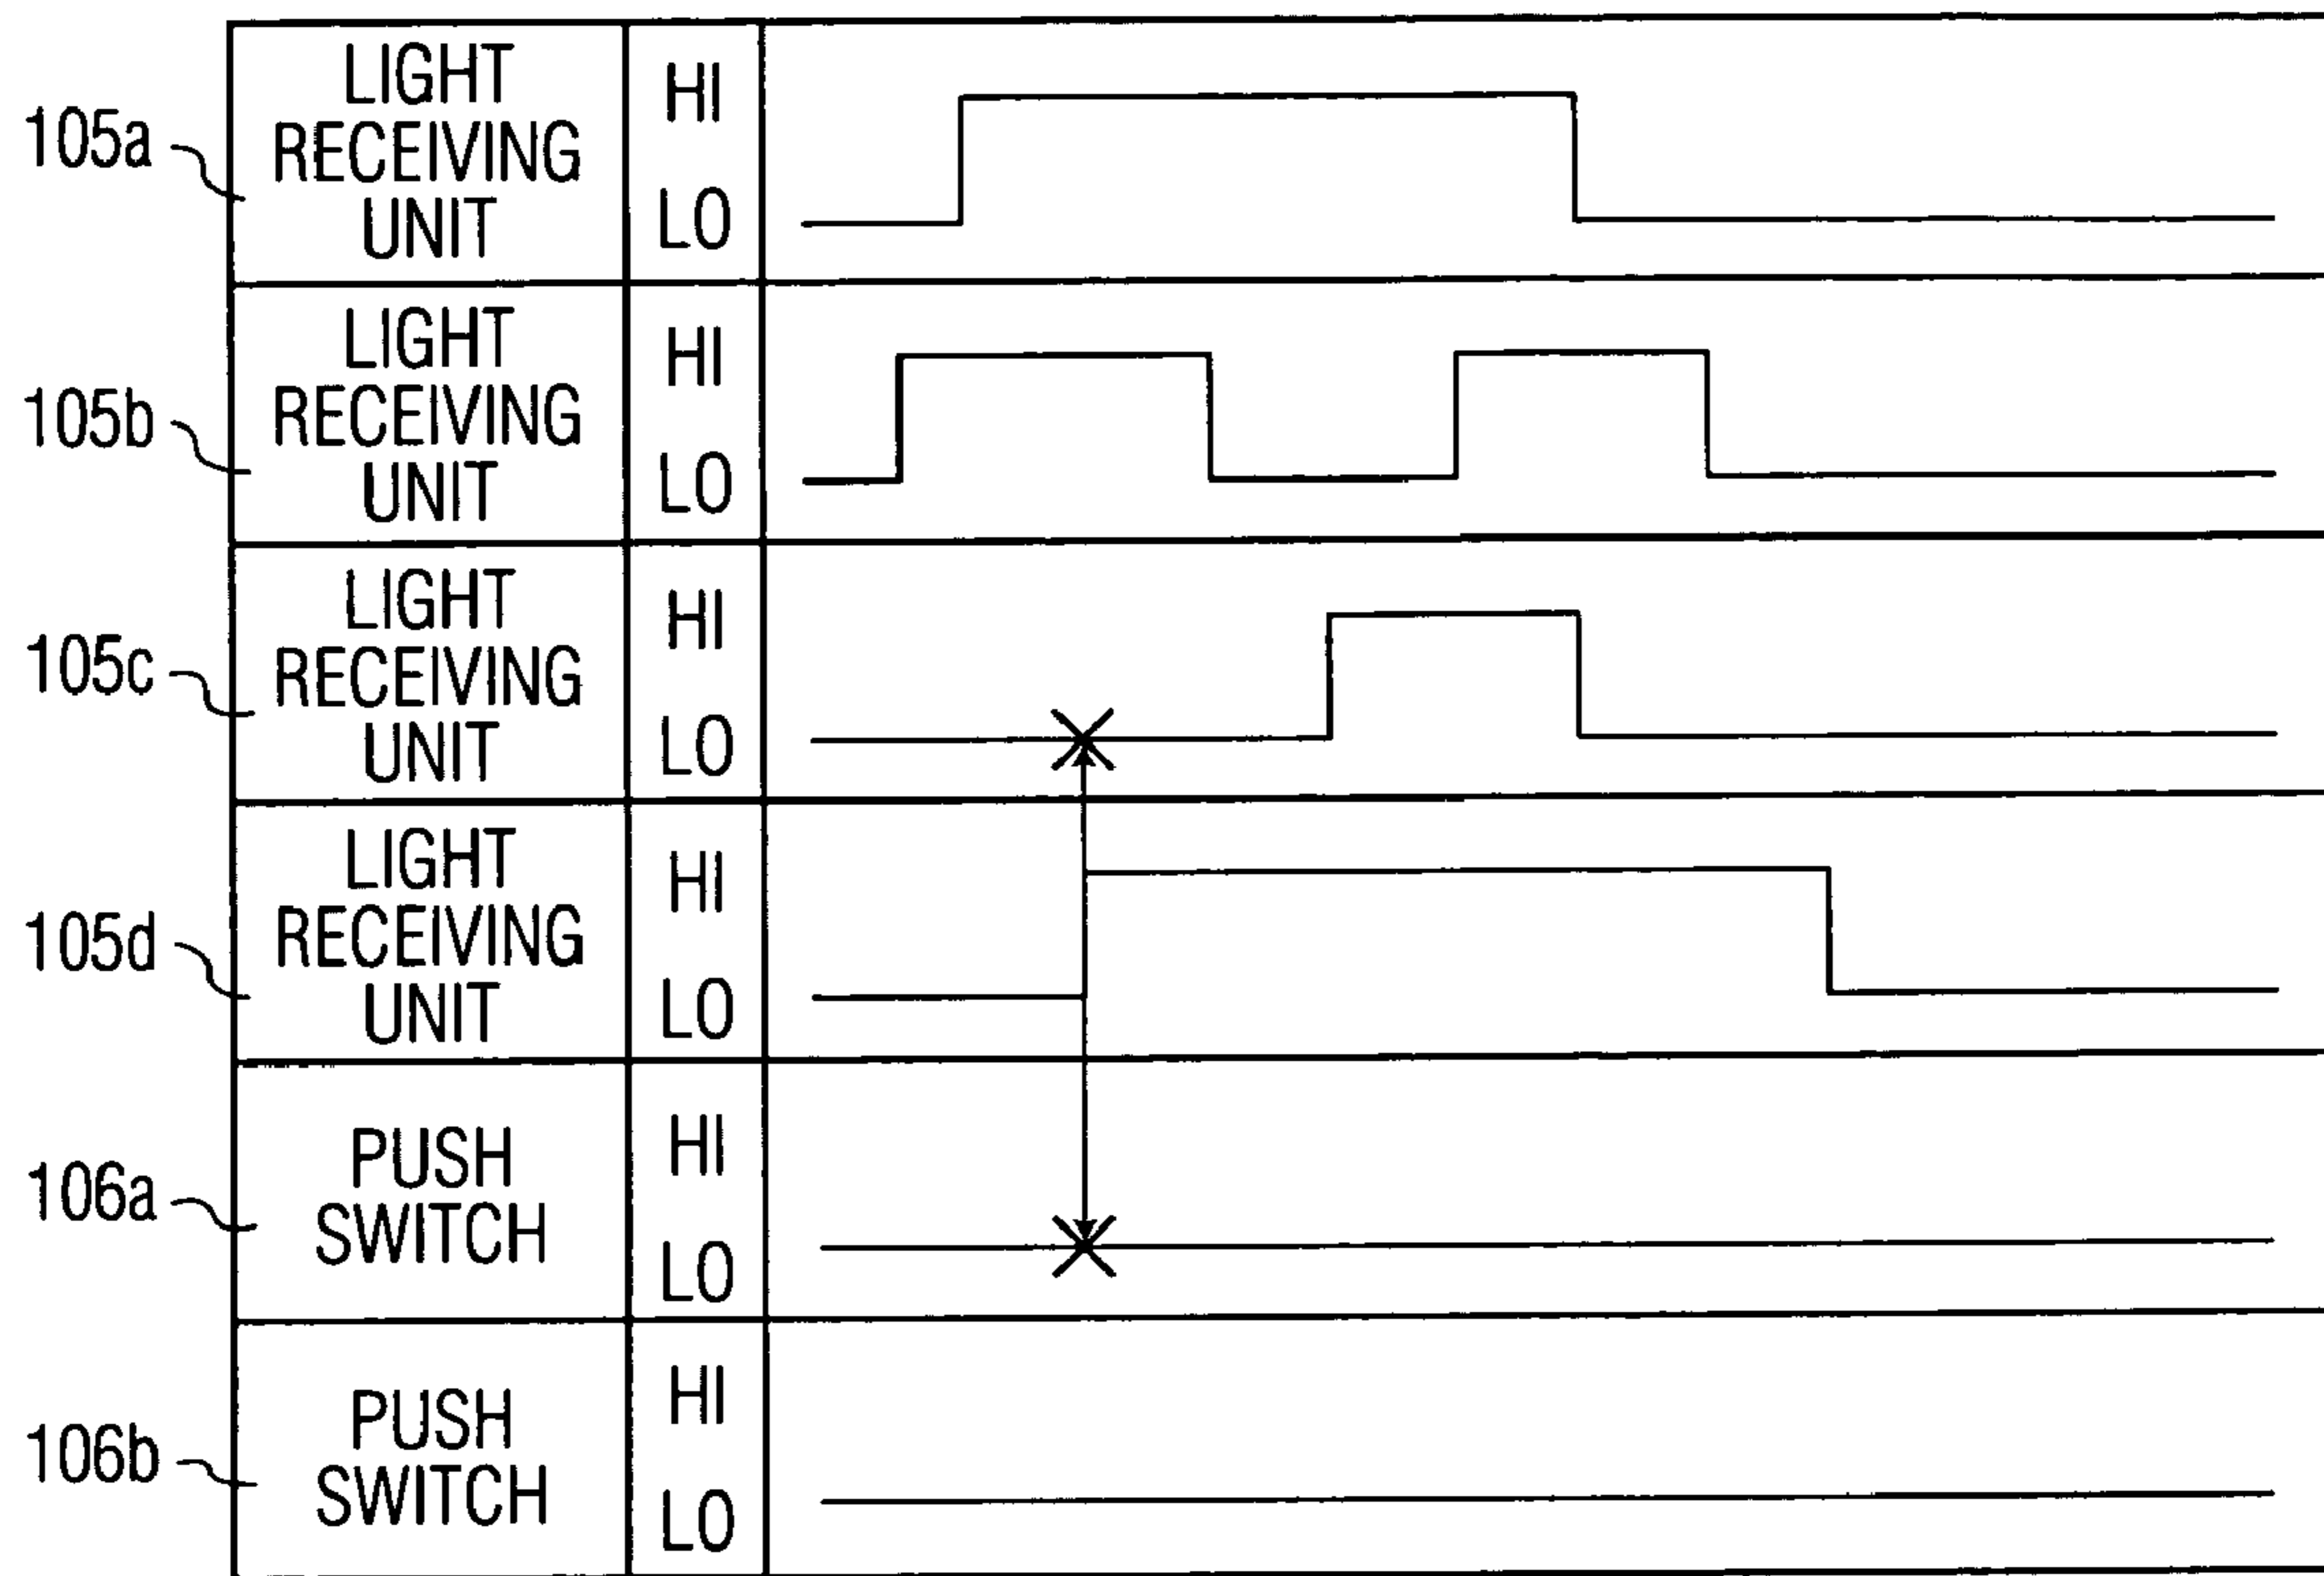 105a
LIGHT
RECEIVING
UNIT
HI
LO
105b
LIGHT
RECEIVING
UNIT
HI
LO
105c
LIGHT
RECEIVING
UNIT
HI
LO
105d
LIGHT
RECEIVING
UNIT
HI
LO
106a
PUSH
SWITCH
HI
LO
106b
PUSH
SWITCH
HI
LO